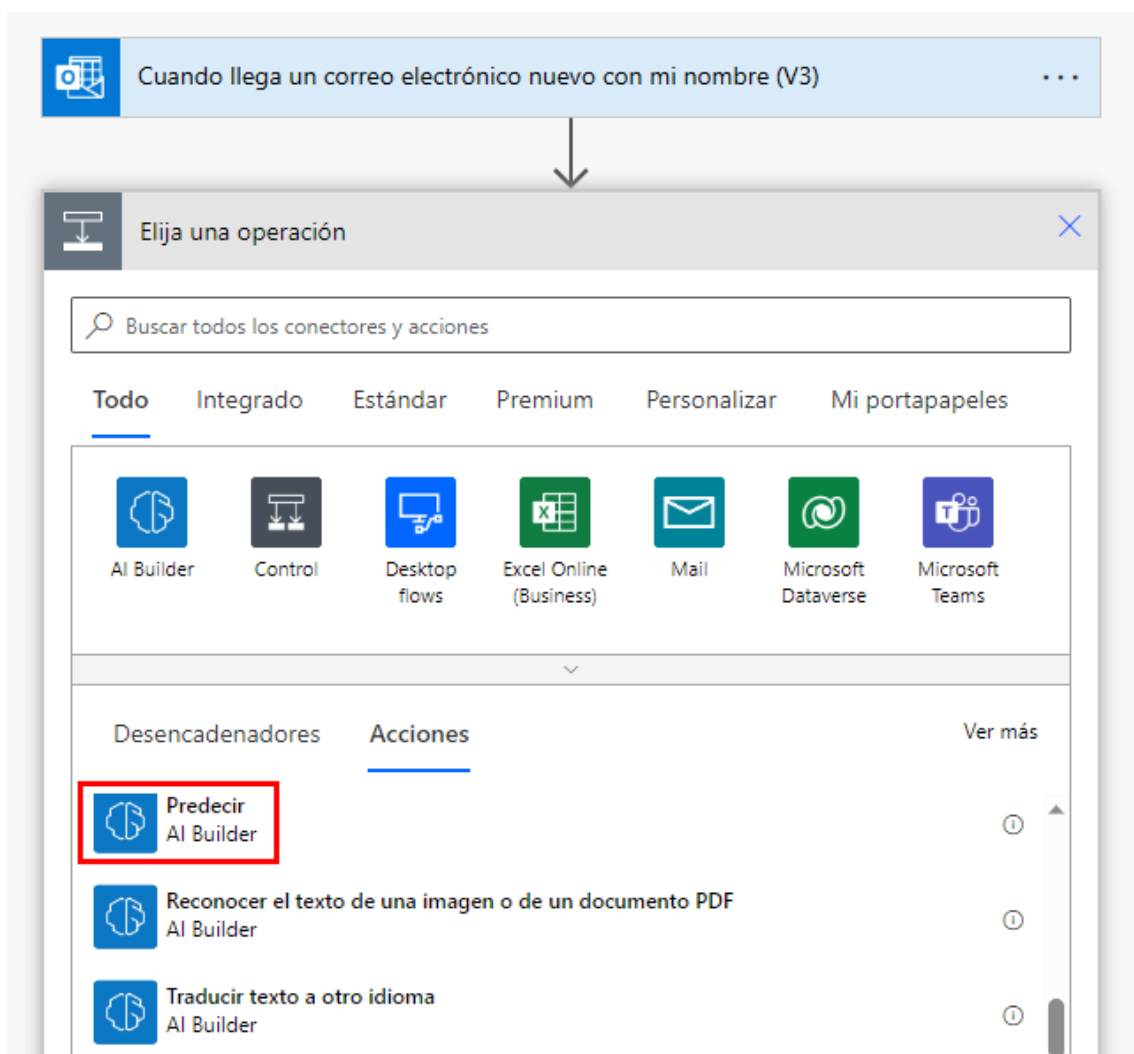 Cuando llega un correo electrónico nuevo con mi nombre (V3)
Elija una operación
Buscar todos los conectores y acciones
Todo Integrado Estándar Premium Personalizar Mi portapapeles
AI Builder Control Desktop flows Excel Online (Business) Mail Microsoft Dataverse Microsoft Teams
Desencadenadores Acciones Ver más
Predecir
AI Builder
Reconocer el texto de una imagen o de un documento PDF
AI Builder
Traducir texto a otro idioma
AI Builder